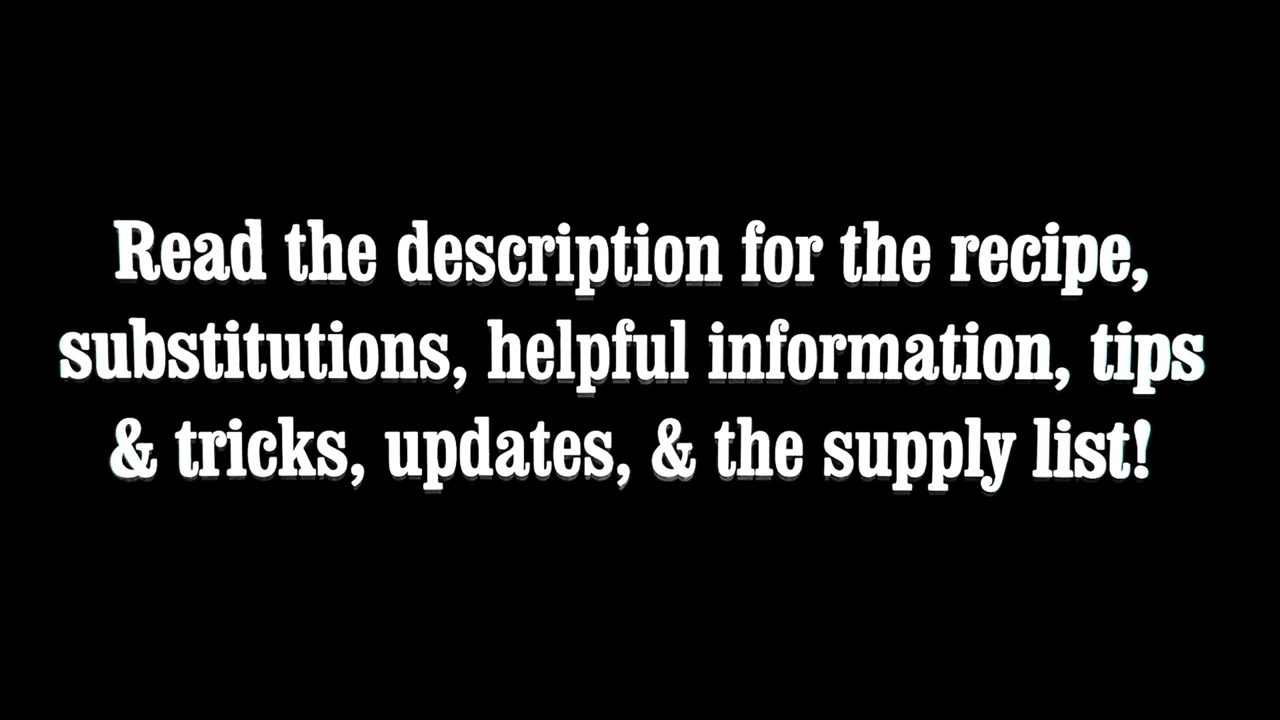 Read the description for the recipe,
substitutions, helpful information, tips
& tricks, updates, & the supply list!